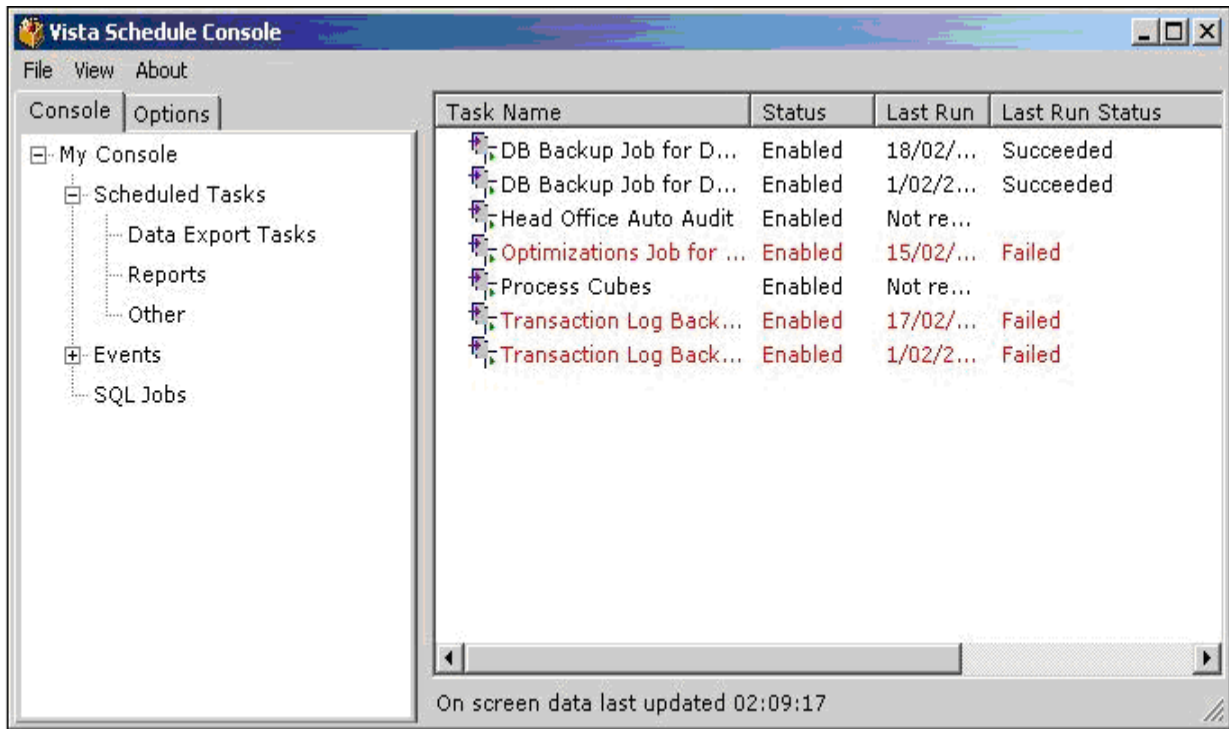 Vista Schedule Console
File View About
Console Options
My Console
Scheduled Tasks
Data Export Tasks
Reports
Other
Events
SQL Jobs
Task Name Status Last Run Last Run Status
DB Backup Job for D... Enabled 18/02/... Succeeded
DB Backup Job for D... Enabled 1/02/2... Succeeded
Head Office Auto Audit Enabled Not re...
Optimizations Job for ... Enabled 15/02/... Failed
Process Cubes Enabled Not re...
Transaction Log Back... Enabled 17/02/... Failed
Transaction Log Back... Enabled 1/02/2... Failed
On screen data last updated 02:09:17